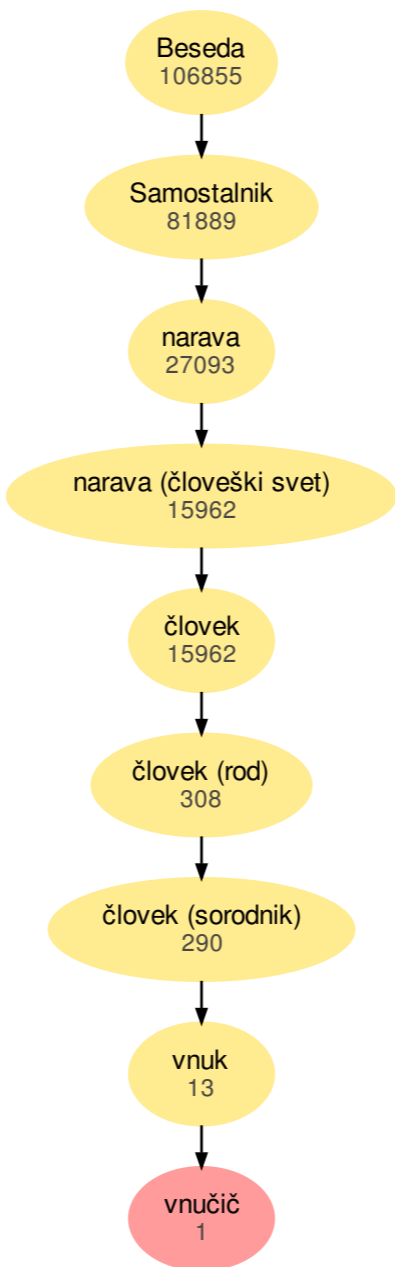 Beseda
106855
Samostalnik
81889
narava
27093
narava (človeški svet)
15962
človek
15962
človek (rod)
308
človek (sorodnik)
290
vnuk
13
vnučič
1